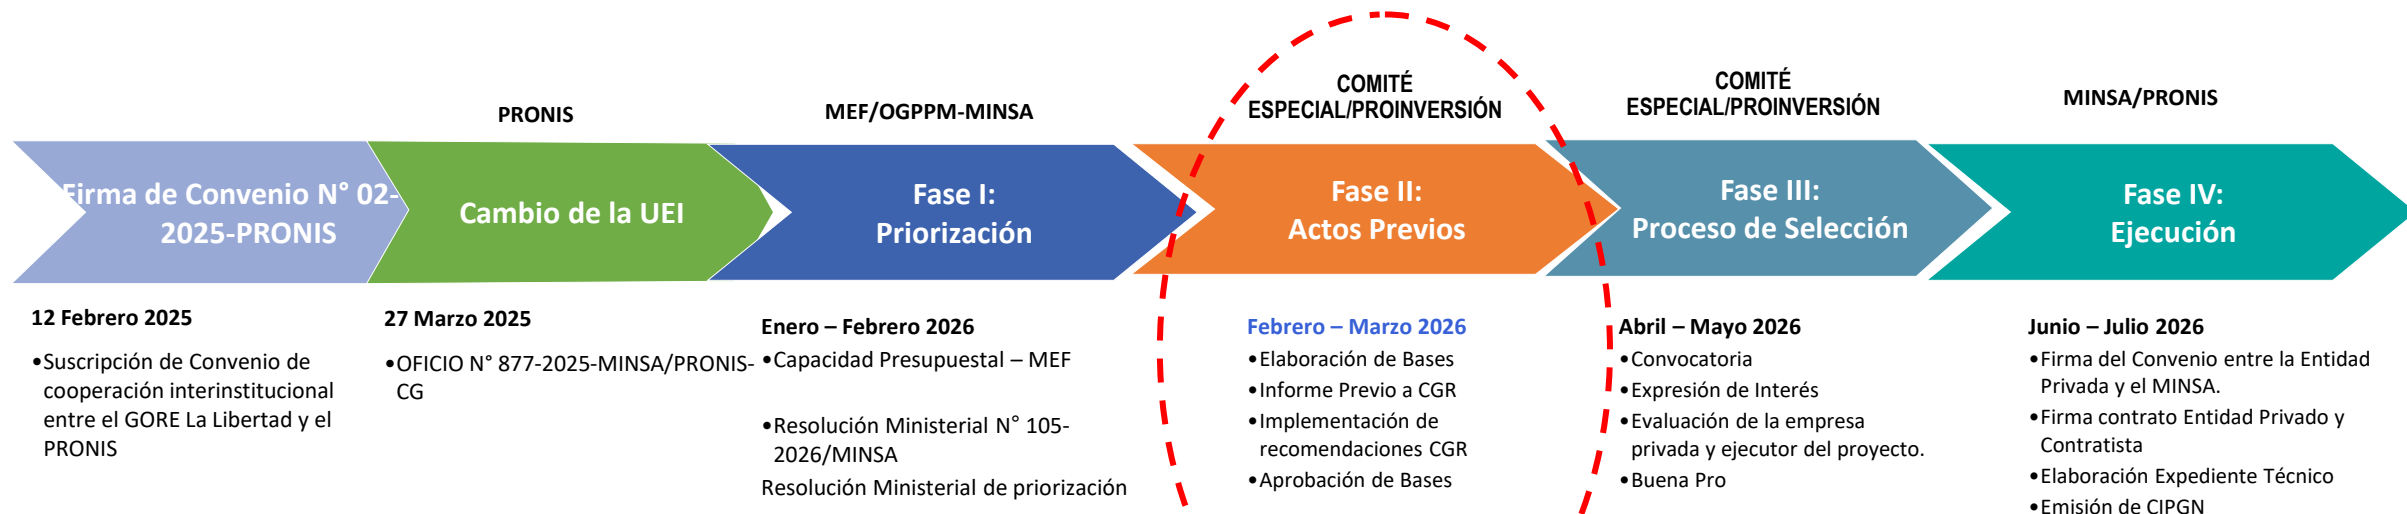 PRONIS
MEF/OGPPM-MINSA
COMITÉ
ESPECIAL/PROINVERSIÓN
COMITÉ
ESPECIAL/PROINVERSIÓN
MINSA/PRONIS
Firma de Convenio N° 02-
2025-PRONIS
Cambio de la UEI
Fase I:
Priorización
Fase II:
Actos Previos
Fase III:
Proceso de Selección
Fase IV:
Ejecución
12 Febrero 2025
•Suscripción de Convenio de
cooperación interinstitucional
entre el GORE La Libertad y el
PRONIS
27 Marzo 2025
•OFICIO N° 877-2025-MINSA/PRONIS-
CG
Enero – Febrero 2026
•Capacidad Presupuestal – MEF
•Resolución Ministerial N° 105-
2026/MINSA
Resolución Ministerial de priorización
Febrero – Marzo 2026
•Elaboración de Bases
•Informe Previo a CGR
•Implementación de
recomendaciones CGR
•Aprobación de Bases
Abril – Mayo 2026
•Convocatoria
•Expresión de Interés
•Evaluación de la empresa
privada y ejecutor del proyecto.
•Buena Pro
Junio – Julio 2026
•Firma del Convenio entre la Entidad
Privada y el MINSA.
•Firma contrato Entidad Privado y
Contratista
•Elaboración Expediente Técnico
•Emisión de CIPGN